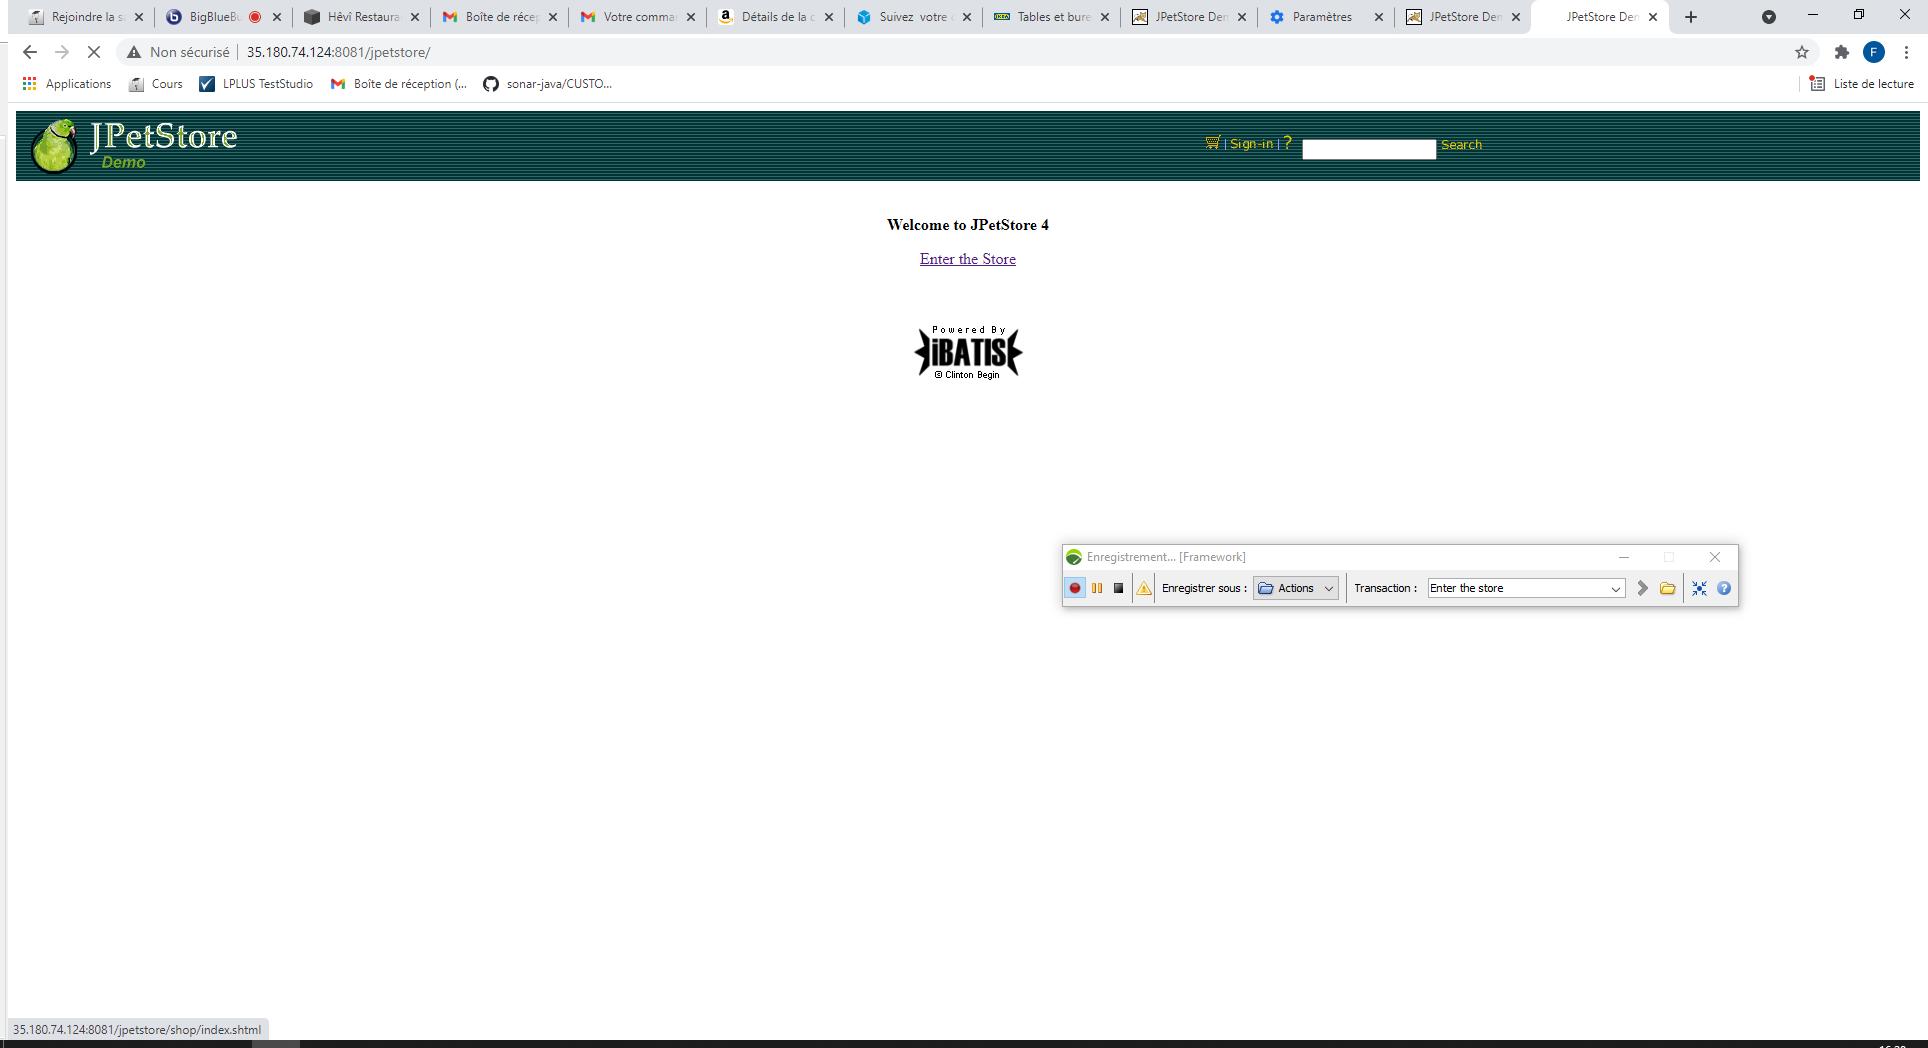 Rejoindre la s
BigBlueBu
Hêvî Restaura
Boîte de récep
Votre comman
Détails de la c
Suivez votre c
Tables et bure
JPetStore Den
Paramètres
JPetStore Den
JPetStore Den
Non sécurisé
35.180.74.124:8081/jpetstore/
F
Applications
Cours
LPLUS TestStudio
Boîte de réception (...
sonar-java/CUSTO...
Liste de lecture
JPetStore
Demo
| Sign-in | ?
Search
Welcome to JPetStore 4
Enter the Store
Powered By
iBATIS
© Clinton Begin
Enregistrement... [Framework]
Enregistrer sous :
Actions
Transaction :
Enter the store
?
35.180.74.124:8081/jpetstore/shop/index.shtml